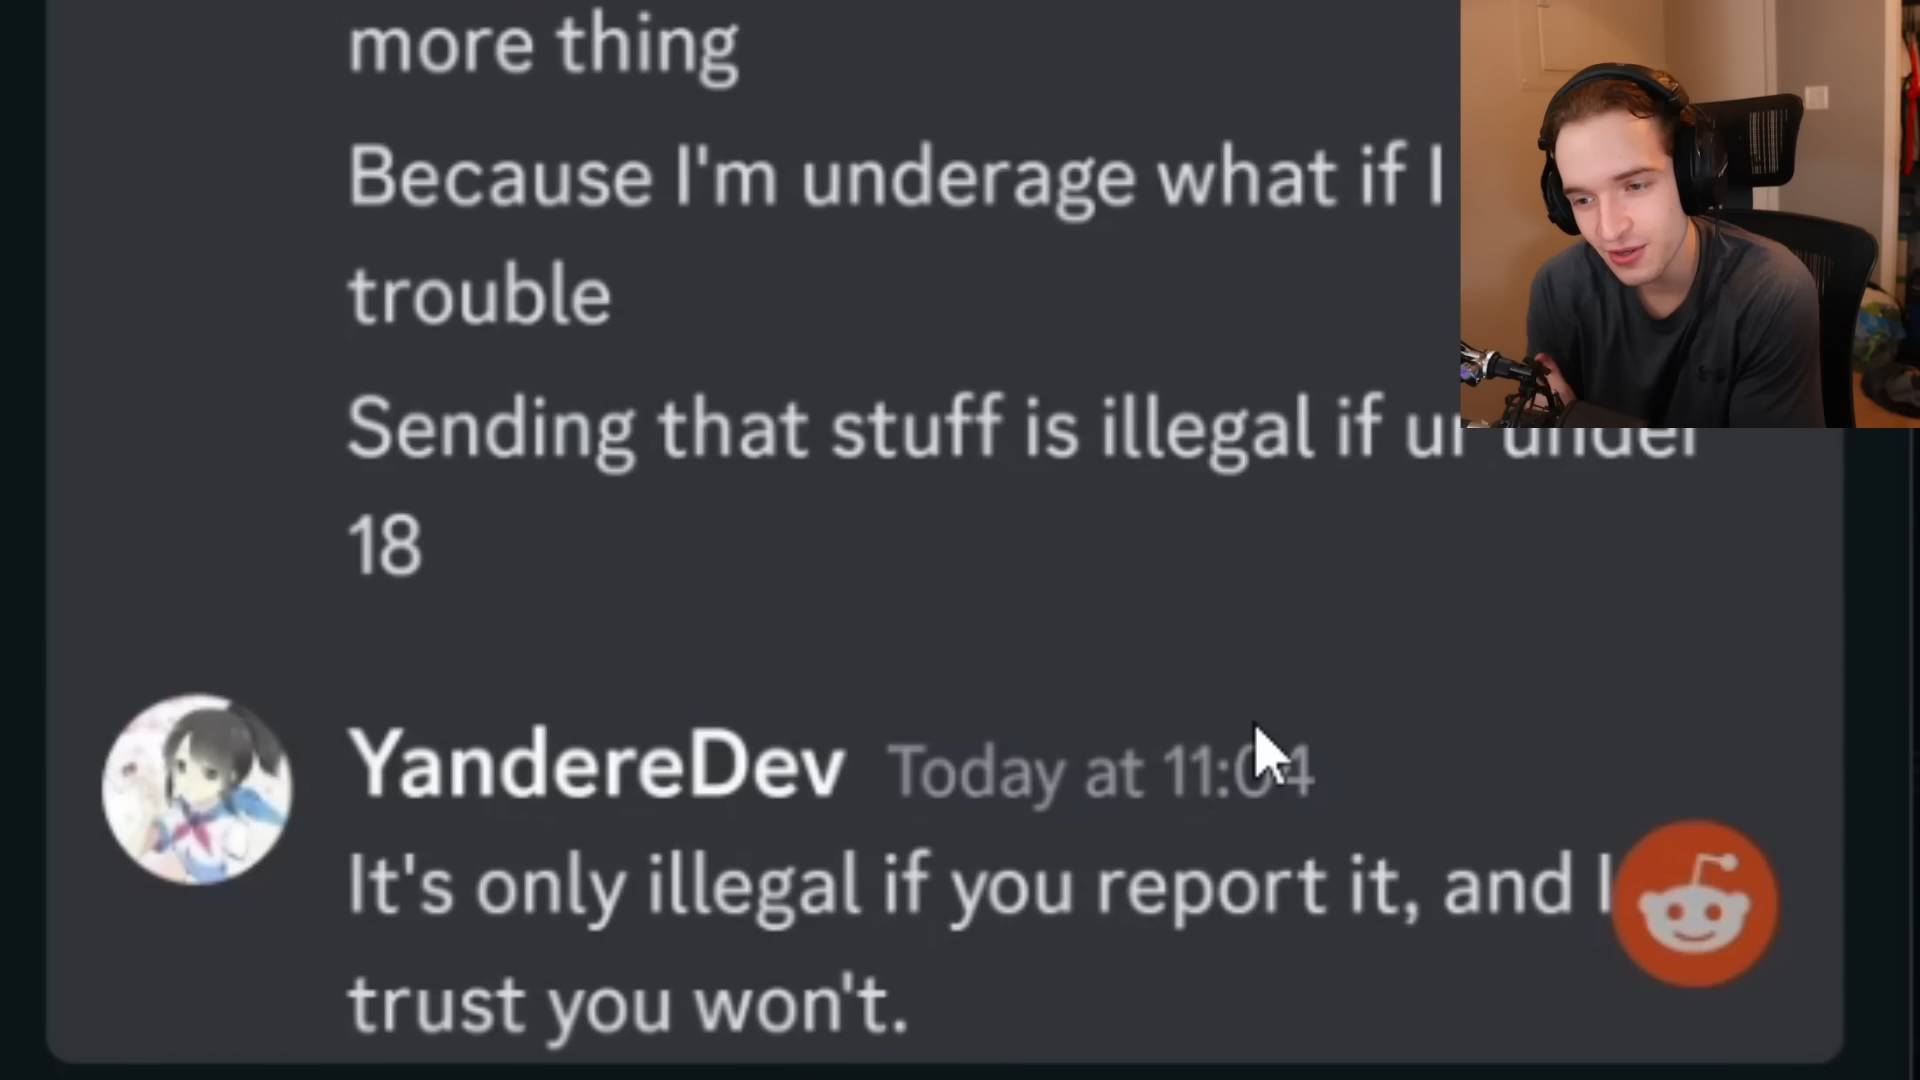 more thing
Because I'm underage what if I
trouble
Sending that stuff is illegal if ur under
18
YandereDev Today at 11:04
It's only illegal if you report it, and I
trust you won't.